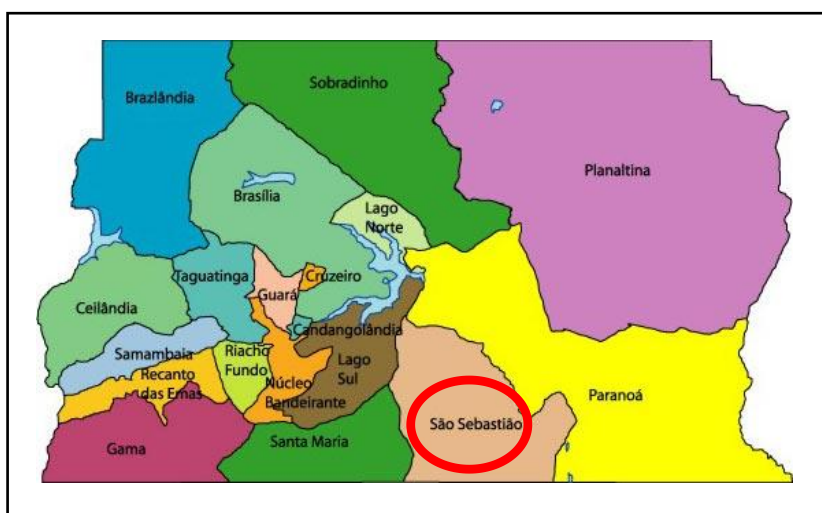 Sobradinho
Brazlândia
Planaltina
Brasília
Lago
Norte
Taguatinga
Cruzeiro
Guará
Ceilândia
Candangolândia
Samambaia
Riacho
Fundo
Lago
Sul
Recanto
das Emas
Núcleo
Bandeirante
Paranoá
São Sebastião
Santa Maria
Gama